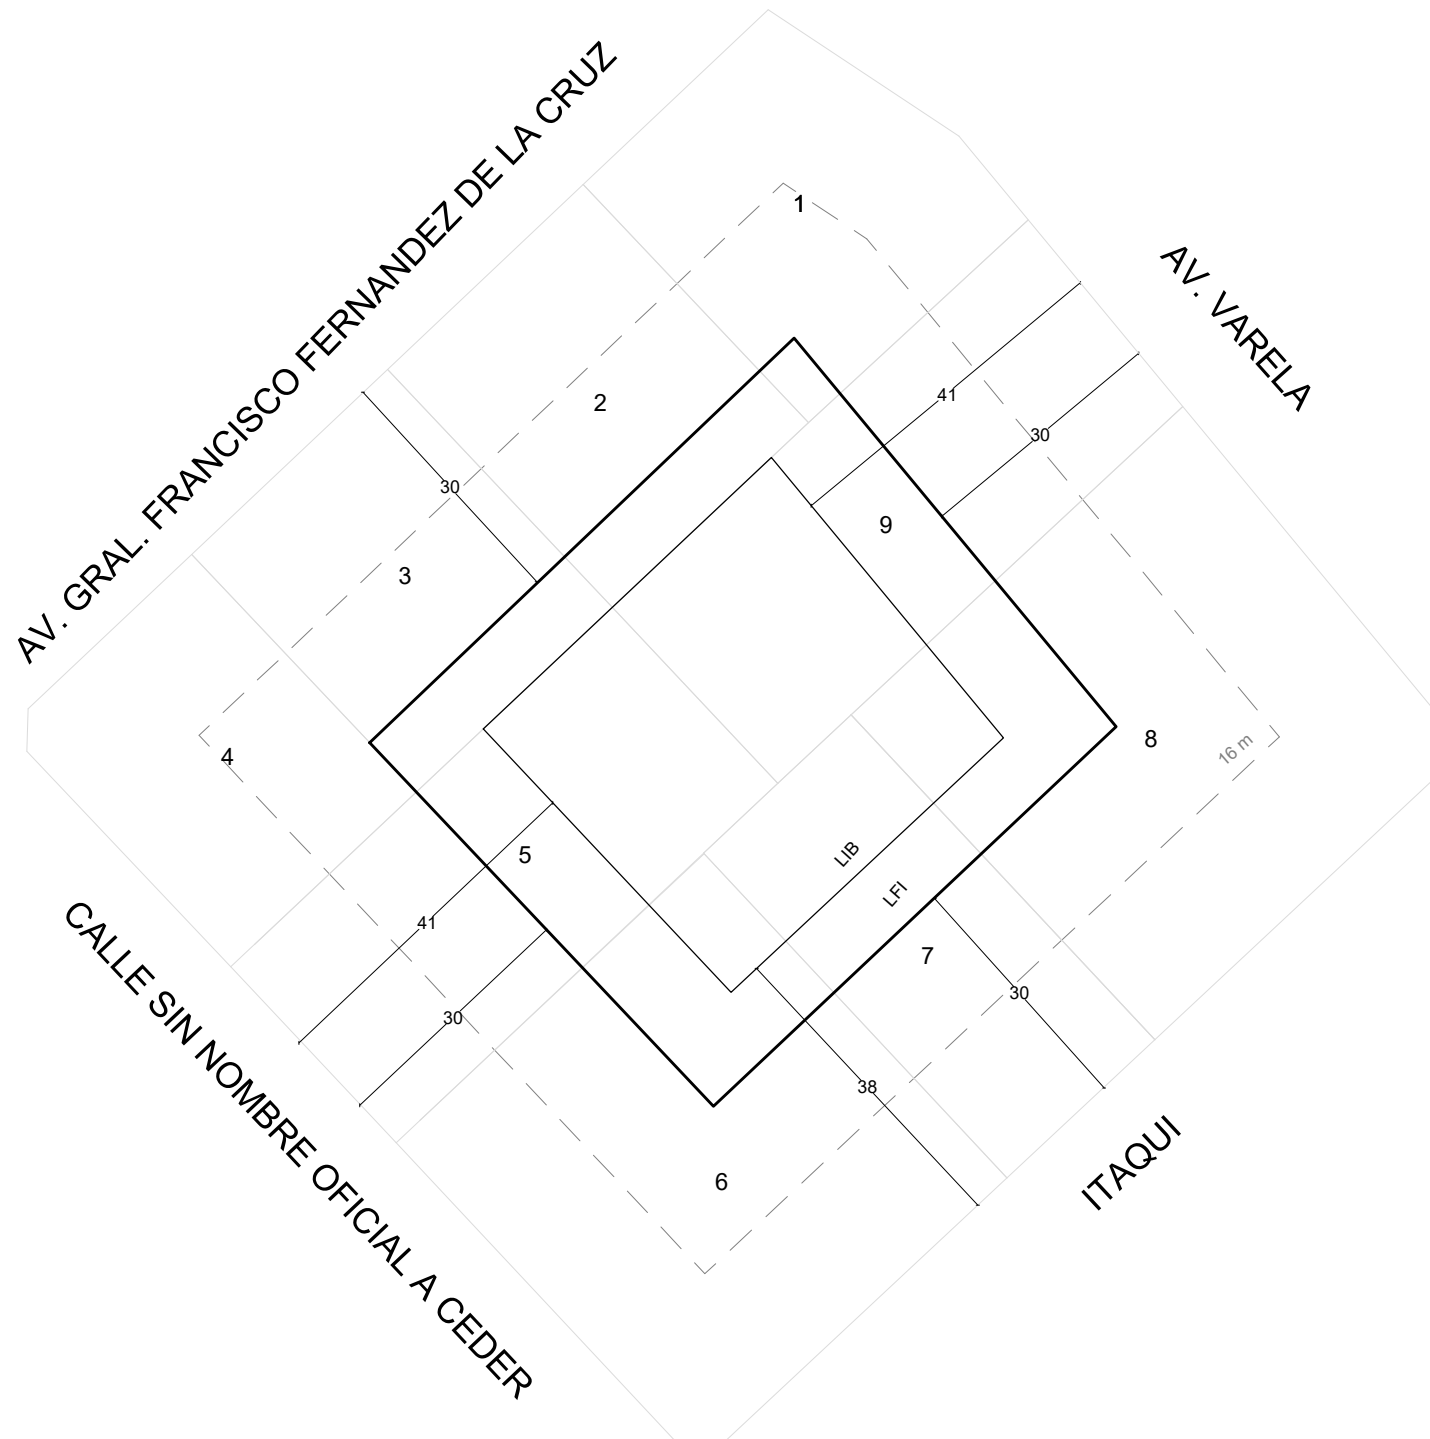 AV. GRAL. FRANCISCO FERNANDEZ DE LA CRUZ
1
AV. VARELA
41
2
30
30
9
3
4
8
16 m
5
LIB
LFI
41
7
30
30
38
CALLE SIN NOMBRE OFICIAL A CEDER
ITAQUI
6